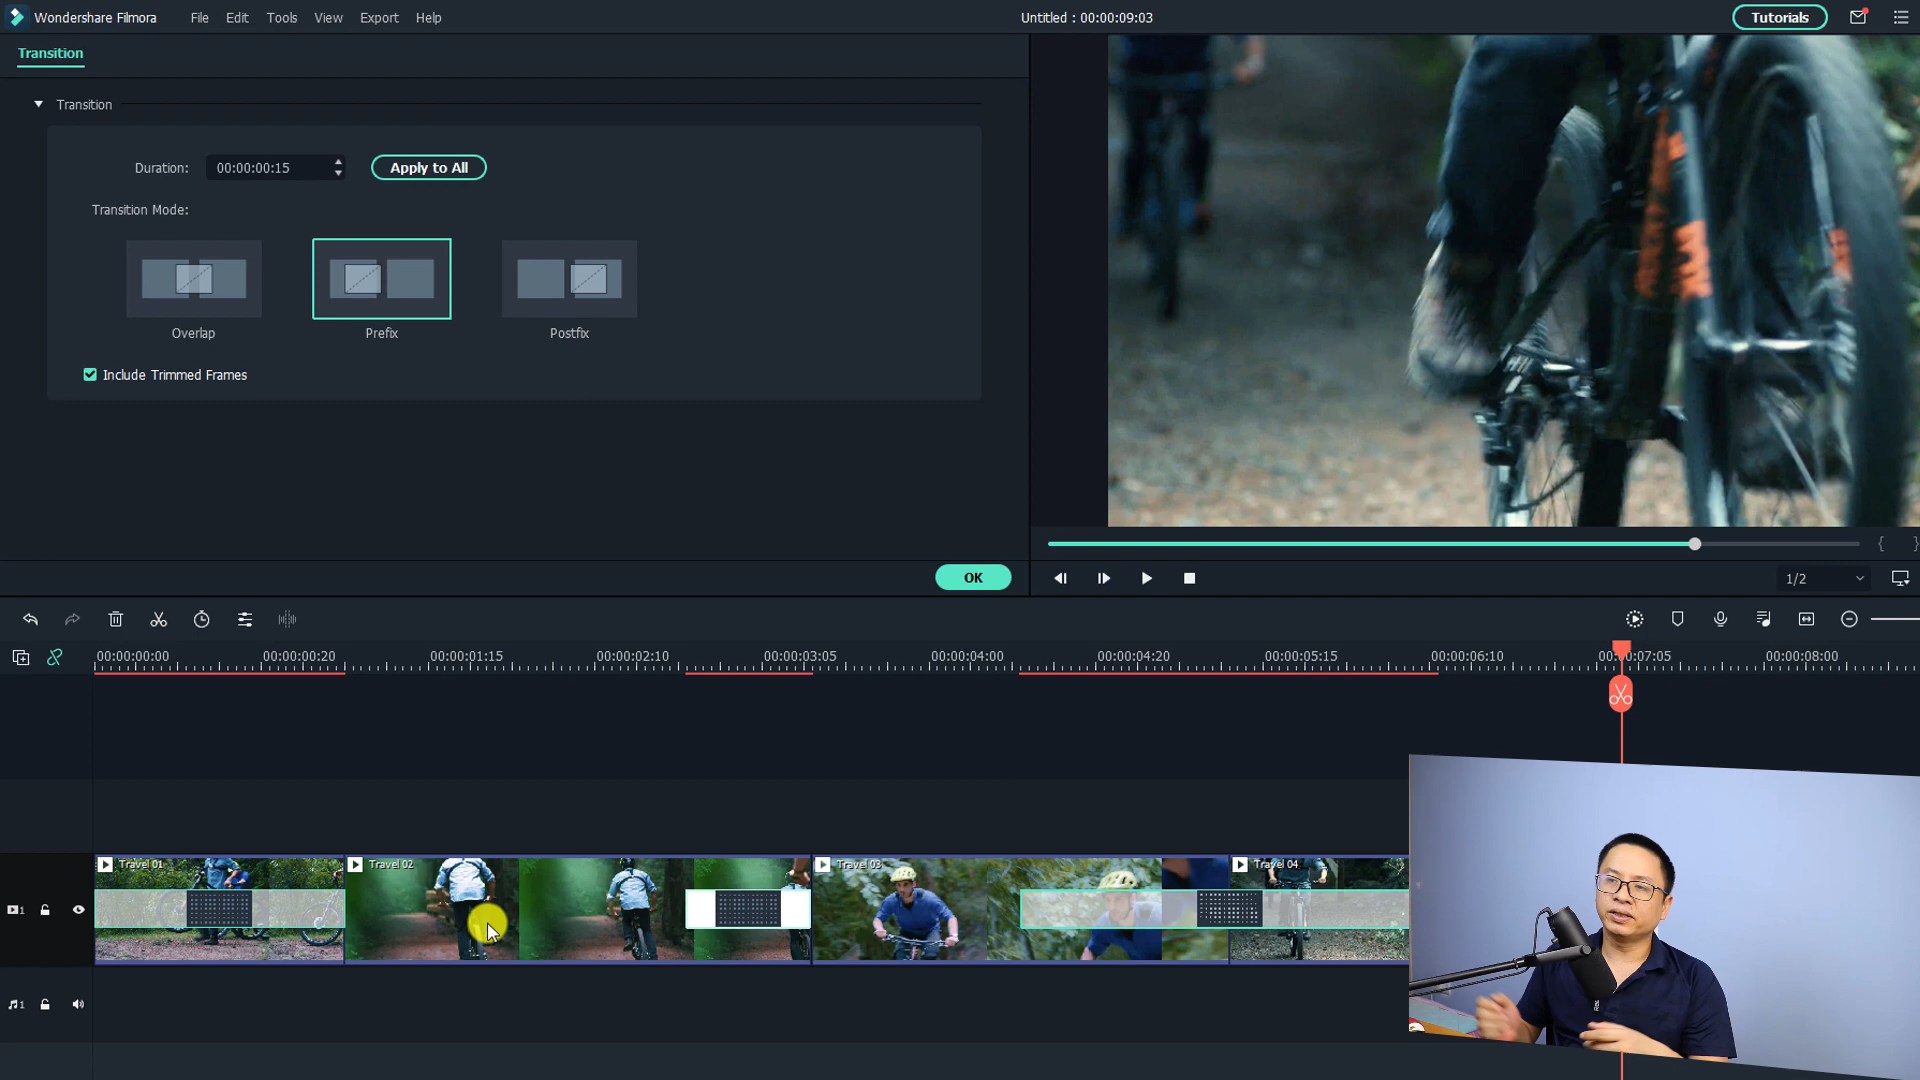 Wondershare Filmora File Edit Tools View Export Help Untitled : 00:00:09:03 Tutorials
Transition
Transition
Duration: 00:00:00:15 Apply to All
Transition Mode:
Overlap Prefix Postfix
Include Trimmed Frames
OK
1/2
00:00:00:00 00:00:00:20 00:00:01:15 00:00:02:10 00:00:03:05 00:00:04:00 00:00:04:20 00:00:05:15 00:00:06:10 00:00:07:05 00:00:08:00
Travel 01 Travel 02 Travel 03 Travel 04
1
1